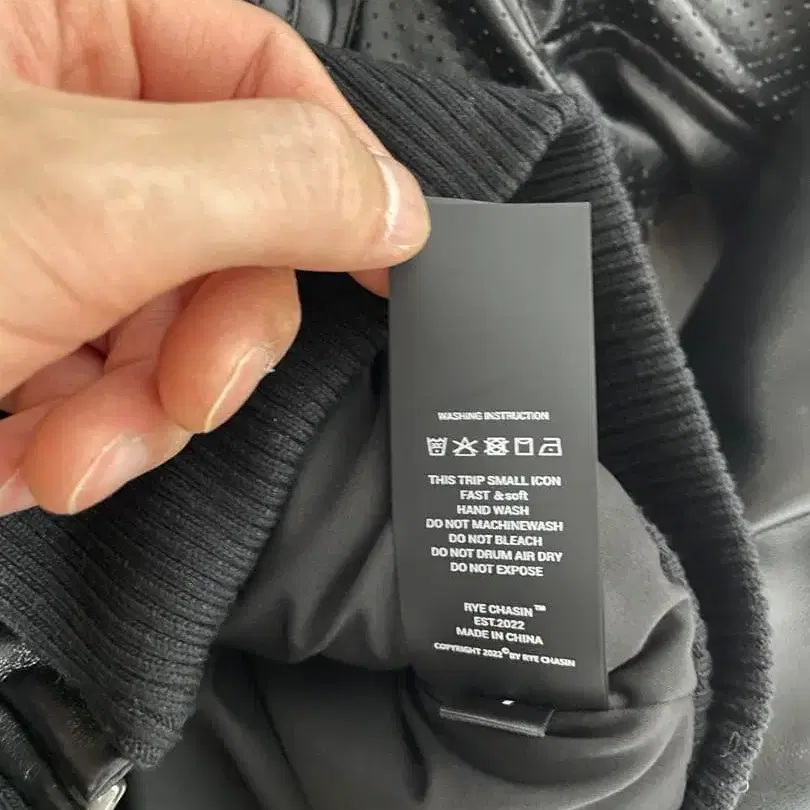 WASHING INSTRUCTION
THIS TRIP SMALL ICON
FAST &soft
HAND WASH
DO NOT MACHINEWASH
DO NOT BLEACH
DO NOT DRUM AIR DRY
DO NOT EXPOSE
RYE CHASIN™
EST.2022
MADE IN CHINA
COPYRIGHT 2022©BY RYE CHASIN